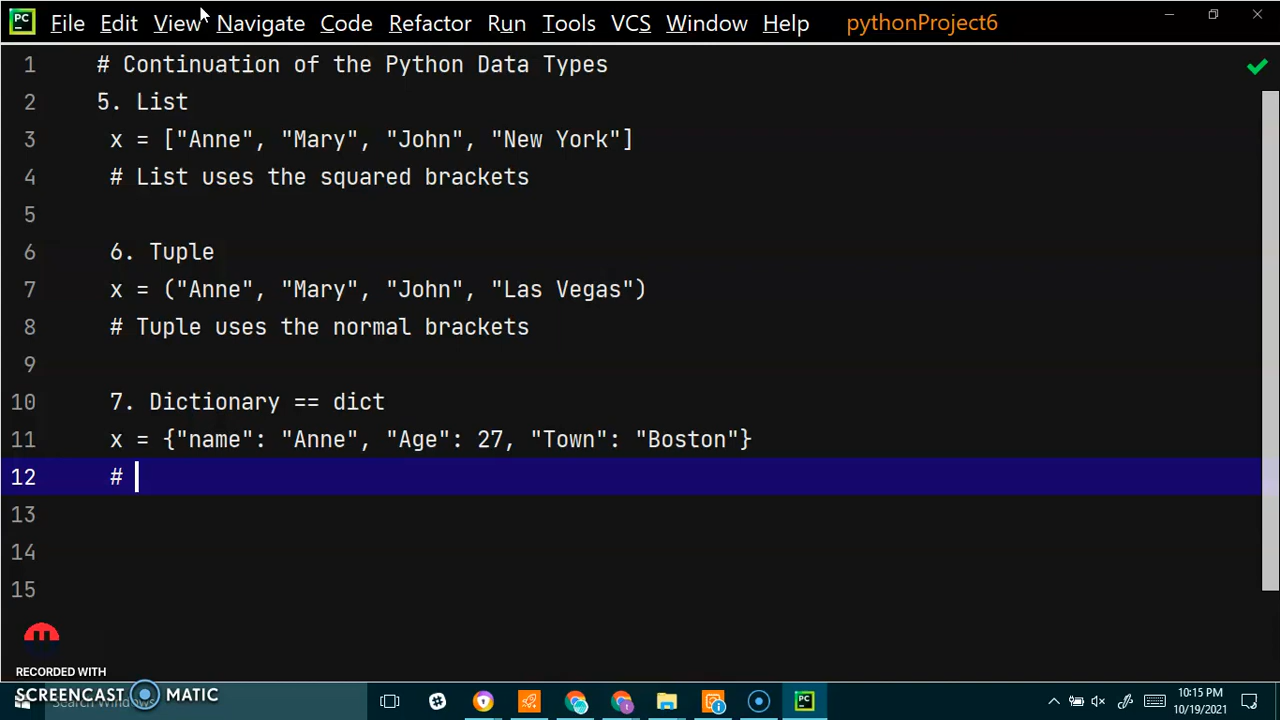 PC File Edit View Navigate Code Refactor Run Tools VCS Window Help pythonProject6
1 # Continuation of the Python Data Types
2 5. List
3 x = ["Anne", "Mary", "John", "New York"]
4 # List uses the squared brackets
5
6 6. Tuple
7 x = ("Anne", "Mary", "John", "Las Vegas")
8 # Tuple uses the normal brackets
9
10 7. Dictionary == dict
11 x = {"name": "Anne", "Age": 27, "Town": "Boston"}
12 #
13
14
15
RECORDED WITH
SCREENCAST MATIC
Search Windows
PC
10:15 PM
10/19/2021